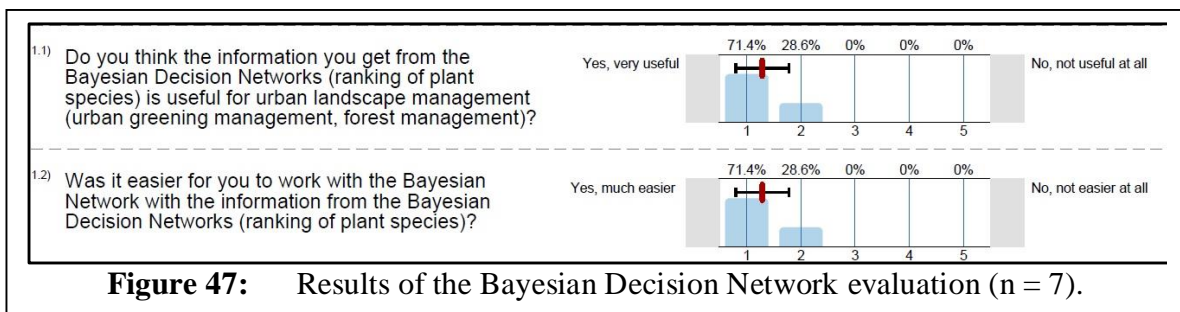 1.1) Do you think the information you get from the
Bayesian Decision Networks (ranking of plant
species) is useful for urban landscape management
(urban greening management, forest management)?
Yes, very useful
71.4% 28.6% 0% 0% 0%
1 2 3 4 5
No, not useful at all
1.2) Was it easier for you to work with the Bayesian
Network with the information from the Bayesian
Decision Networks (ranking of plant species)?
Yes, much easier
71.4% 28.6% 0% 0% 0%
1 2 3 4 5
No, not easier at all
Figure 47: Results of the Bayesian Decision Network evaluation (n = 7).